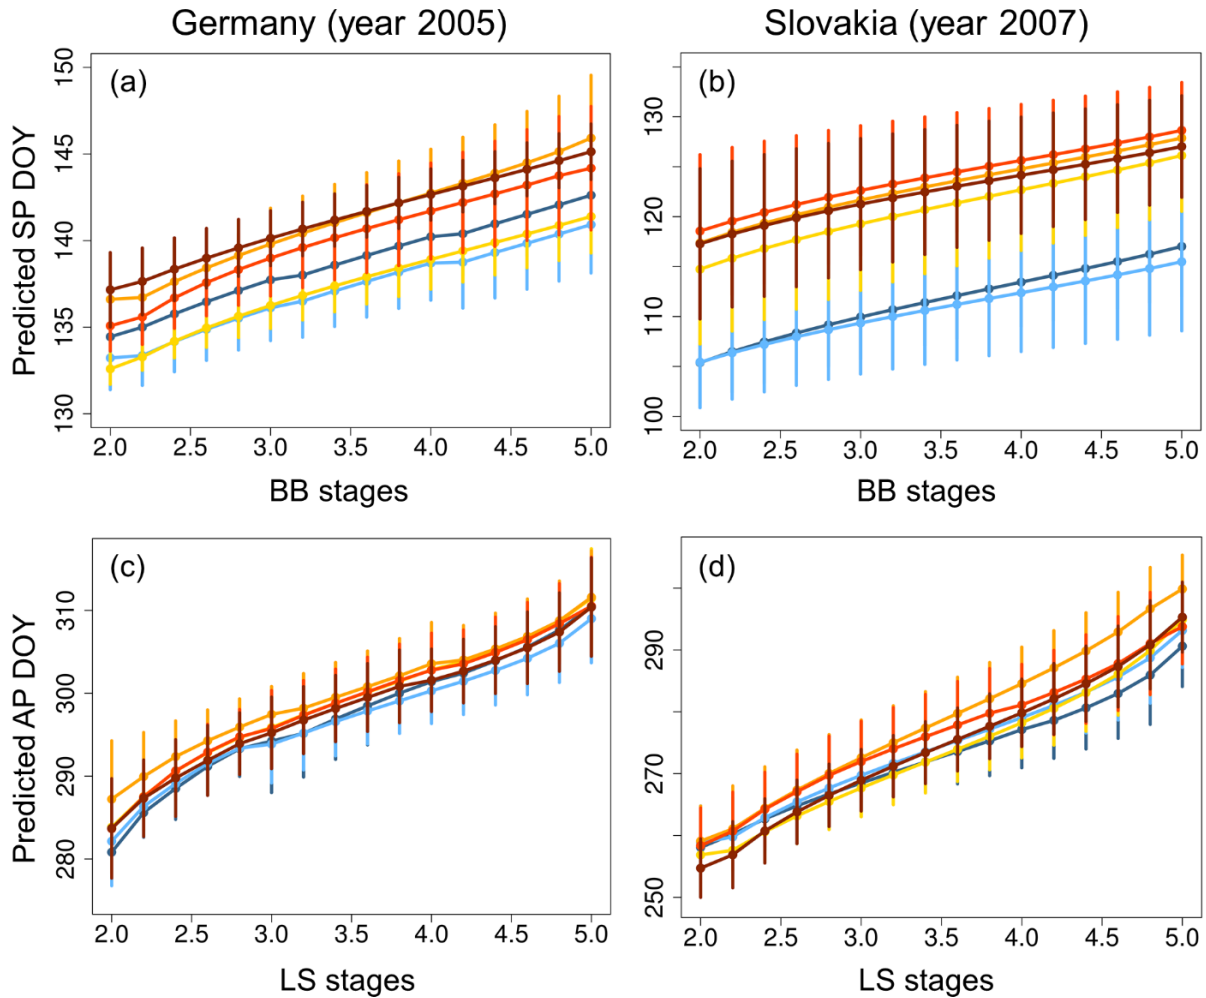 Germany (year 2005)
Slovakia (year 2007)
(a)
Predicted SP DOY
150
145
140
135
130
2.0 2.5 3.0 3.5 4.0 4.5 5.0
BB stages
(b)
130
120
110
100
2.0 2.5 3.0 3.5 4.0 4.5 5.0
BB stages
(c)
Predicted AP DOY
310
300
290
280
2.0 2.5 3.0 3.5 4.0 4.5 5.0
LS stages
(d)
290
270
250
2.0 2.5 3.0 3.5 4.0 4.5 5.0
LS stages